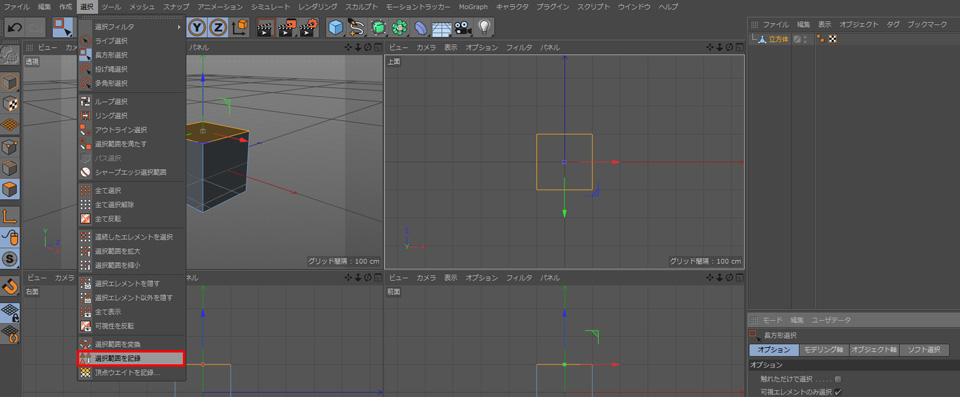 ファイル 編集 作成 選択 ツール メッシュ スナップ アニメーション シミュレート レンダリング スカルプト モーショントラッカー MoGraph キャラクタ プラグイン スクリプト ウインドウ ヘルプ
選択フィルタ
ライブ選択
長方形選択
投げ縄選択
多角形選択
ループ選択
リング選択
アウトライン選択
選択範囲を満たす
パス選択
シャープエッジ選択範囲
全て選択
全て選択解除
全て反転
連続したエレメントを選択
選択範囲を拡大
選択範囲を縮小
選択エレメントを隠す
選択エレメント以外を隠す
全て表示
可視性を反転
選択範囲を変換
選択範囲を記録
頂点ウエイトを記録...
ビュー カメ パネル
透視
グリッド間隔 : 100 cm
ビュー カメラ 表示 オプション フィルタ パネル
上面
グリッド間隔 : 100 cm
ビュー カメ パネル
右面
ビュー カメラ 表示 オプション フィルタ パネル
前面
X Y Z
ファイル 編集 表示 オブジェクト タグ ブックマーク
立方体
モード 編集 ユーザデータ
長方形選択
オプション モデリング軸 オブジェクト軸 ソフト選択
オプション
触れただけで選択 . . . . .
可視エレメントのみ選択